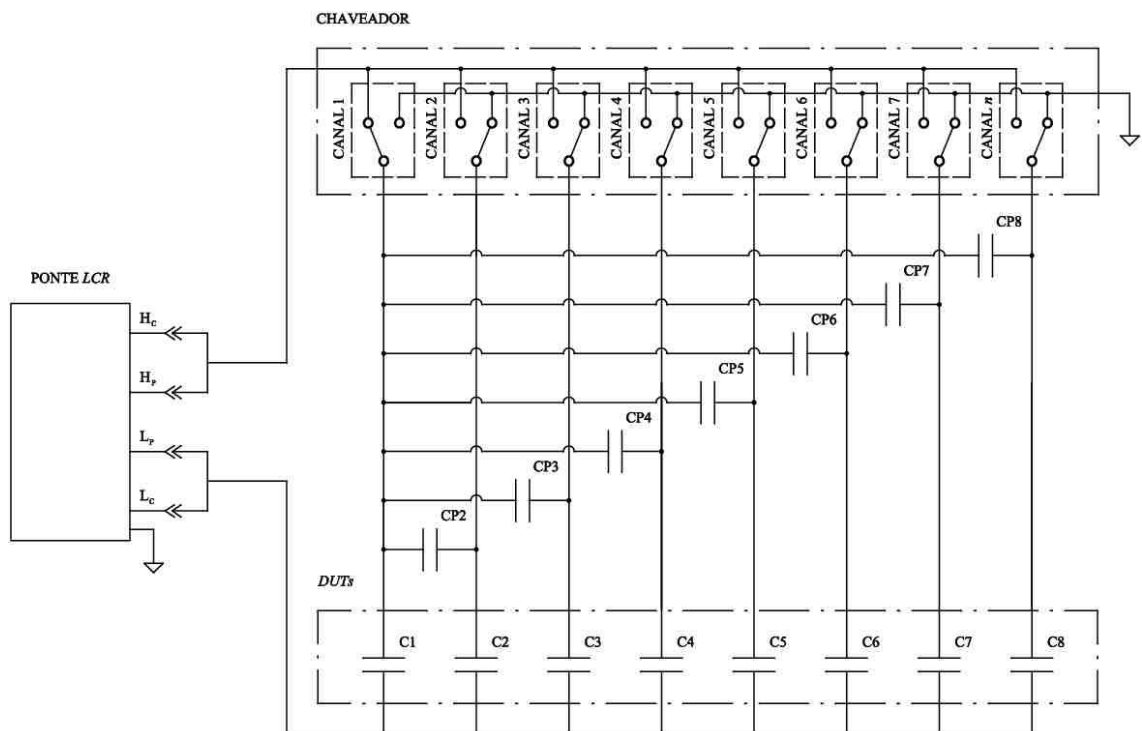 CHAVEADOR
CANAL 1
CANAL 2
CANAL 3
CANAL 4
CANAL 5
CANAL 6
CANAL 7
CANAL n
CP8
CP7
PONTE LCR
CP6
HC
CP5
HP
CP4
LP
CP3
LC
CP2
DUTs
C1
C2
C3
C4
C5
C6
C7
C8